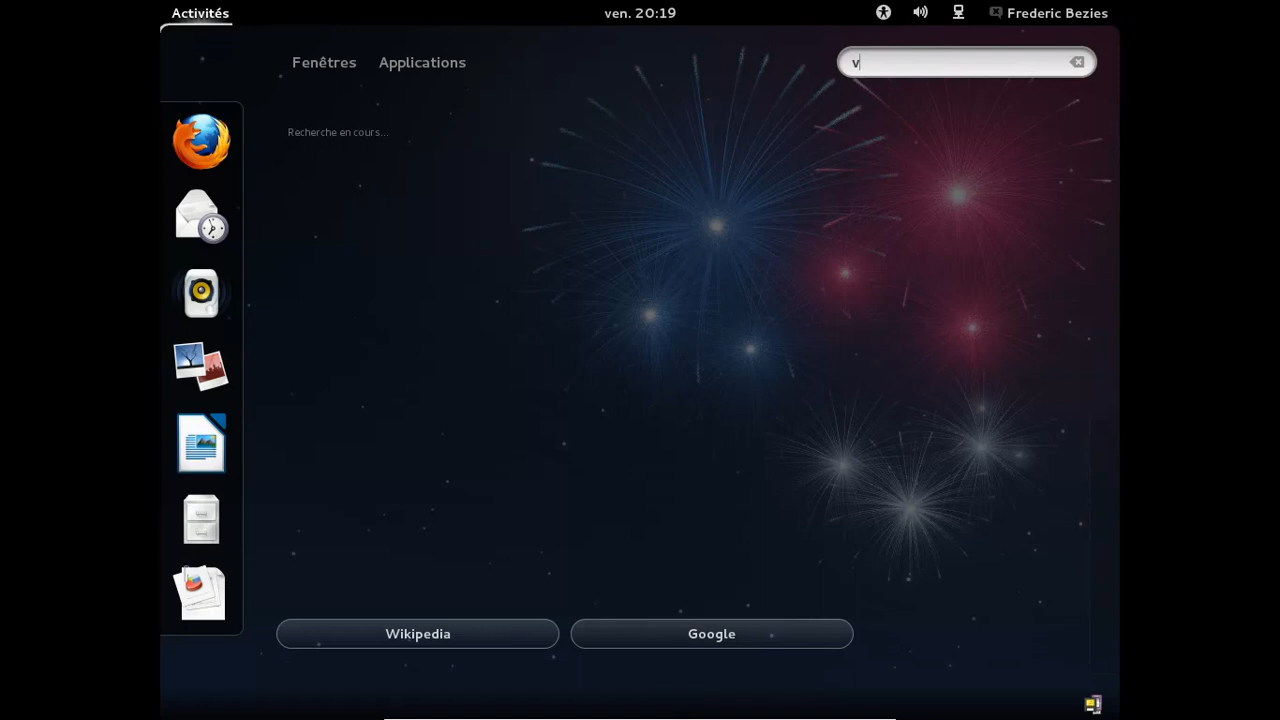 Activités
ven. 20:19
Frederic Bezies
Fenêtres
Applications
v
Recherche en cours...
Wikipedia
Google